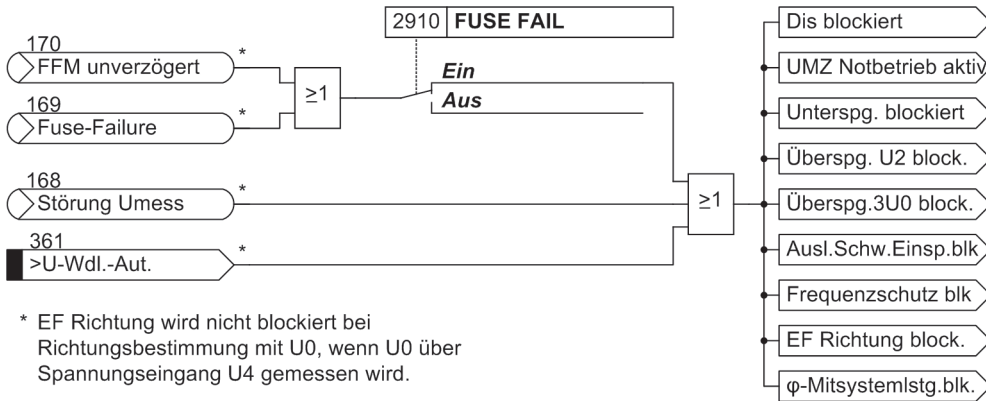 2910 FUSE FAIL
170
FFM unverzögert
*
Ein
≥1
Aus
169
Fuse-Failure
*
168
Störung Umess
*
≥1
361
>U-Wdl.-Aut.
*
Dis blockiert
UMZ Notbetrieb aktiv
Unterspg. blockiert
Überspg. U2 block.
Überspg.3U0 block.
Ausl.Schw.Einsp.blk
Frequenzschutz blk
EF Richtung block.
φ-Mitsystemlstg.blk.
* EF Richtung wird nicht blockiert bei
Richtungsbestimmung mit U0, wenn U0 über
Spannungseingang U4 gemessen wird.